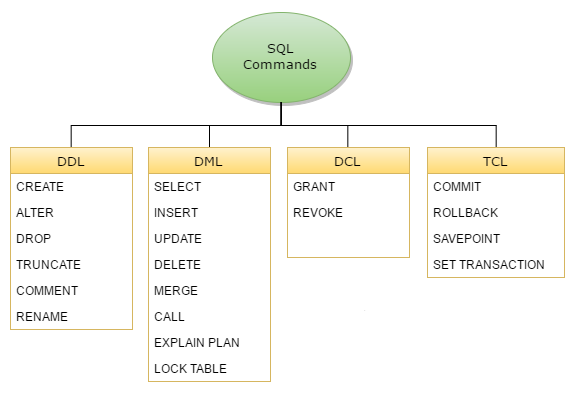 SQL
Commands
DDL
CREATE
ALTER
DROP
TRUNCATE
COMMENT
RENAME
DML
SELECT
INSERT
UPDATE
DELETE
MERGE
CALL
EXPLAIN PLAN
LOCK TABLE
DCL
GRANT
REVOKE
TCL
COMMIT
ROLLBACK
SAVEPOINT
SET TRANSACTION